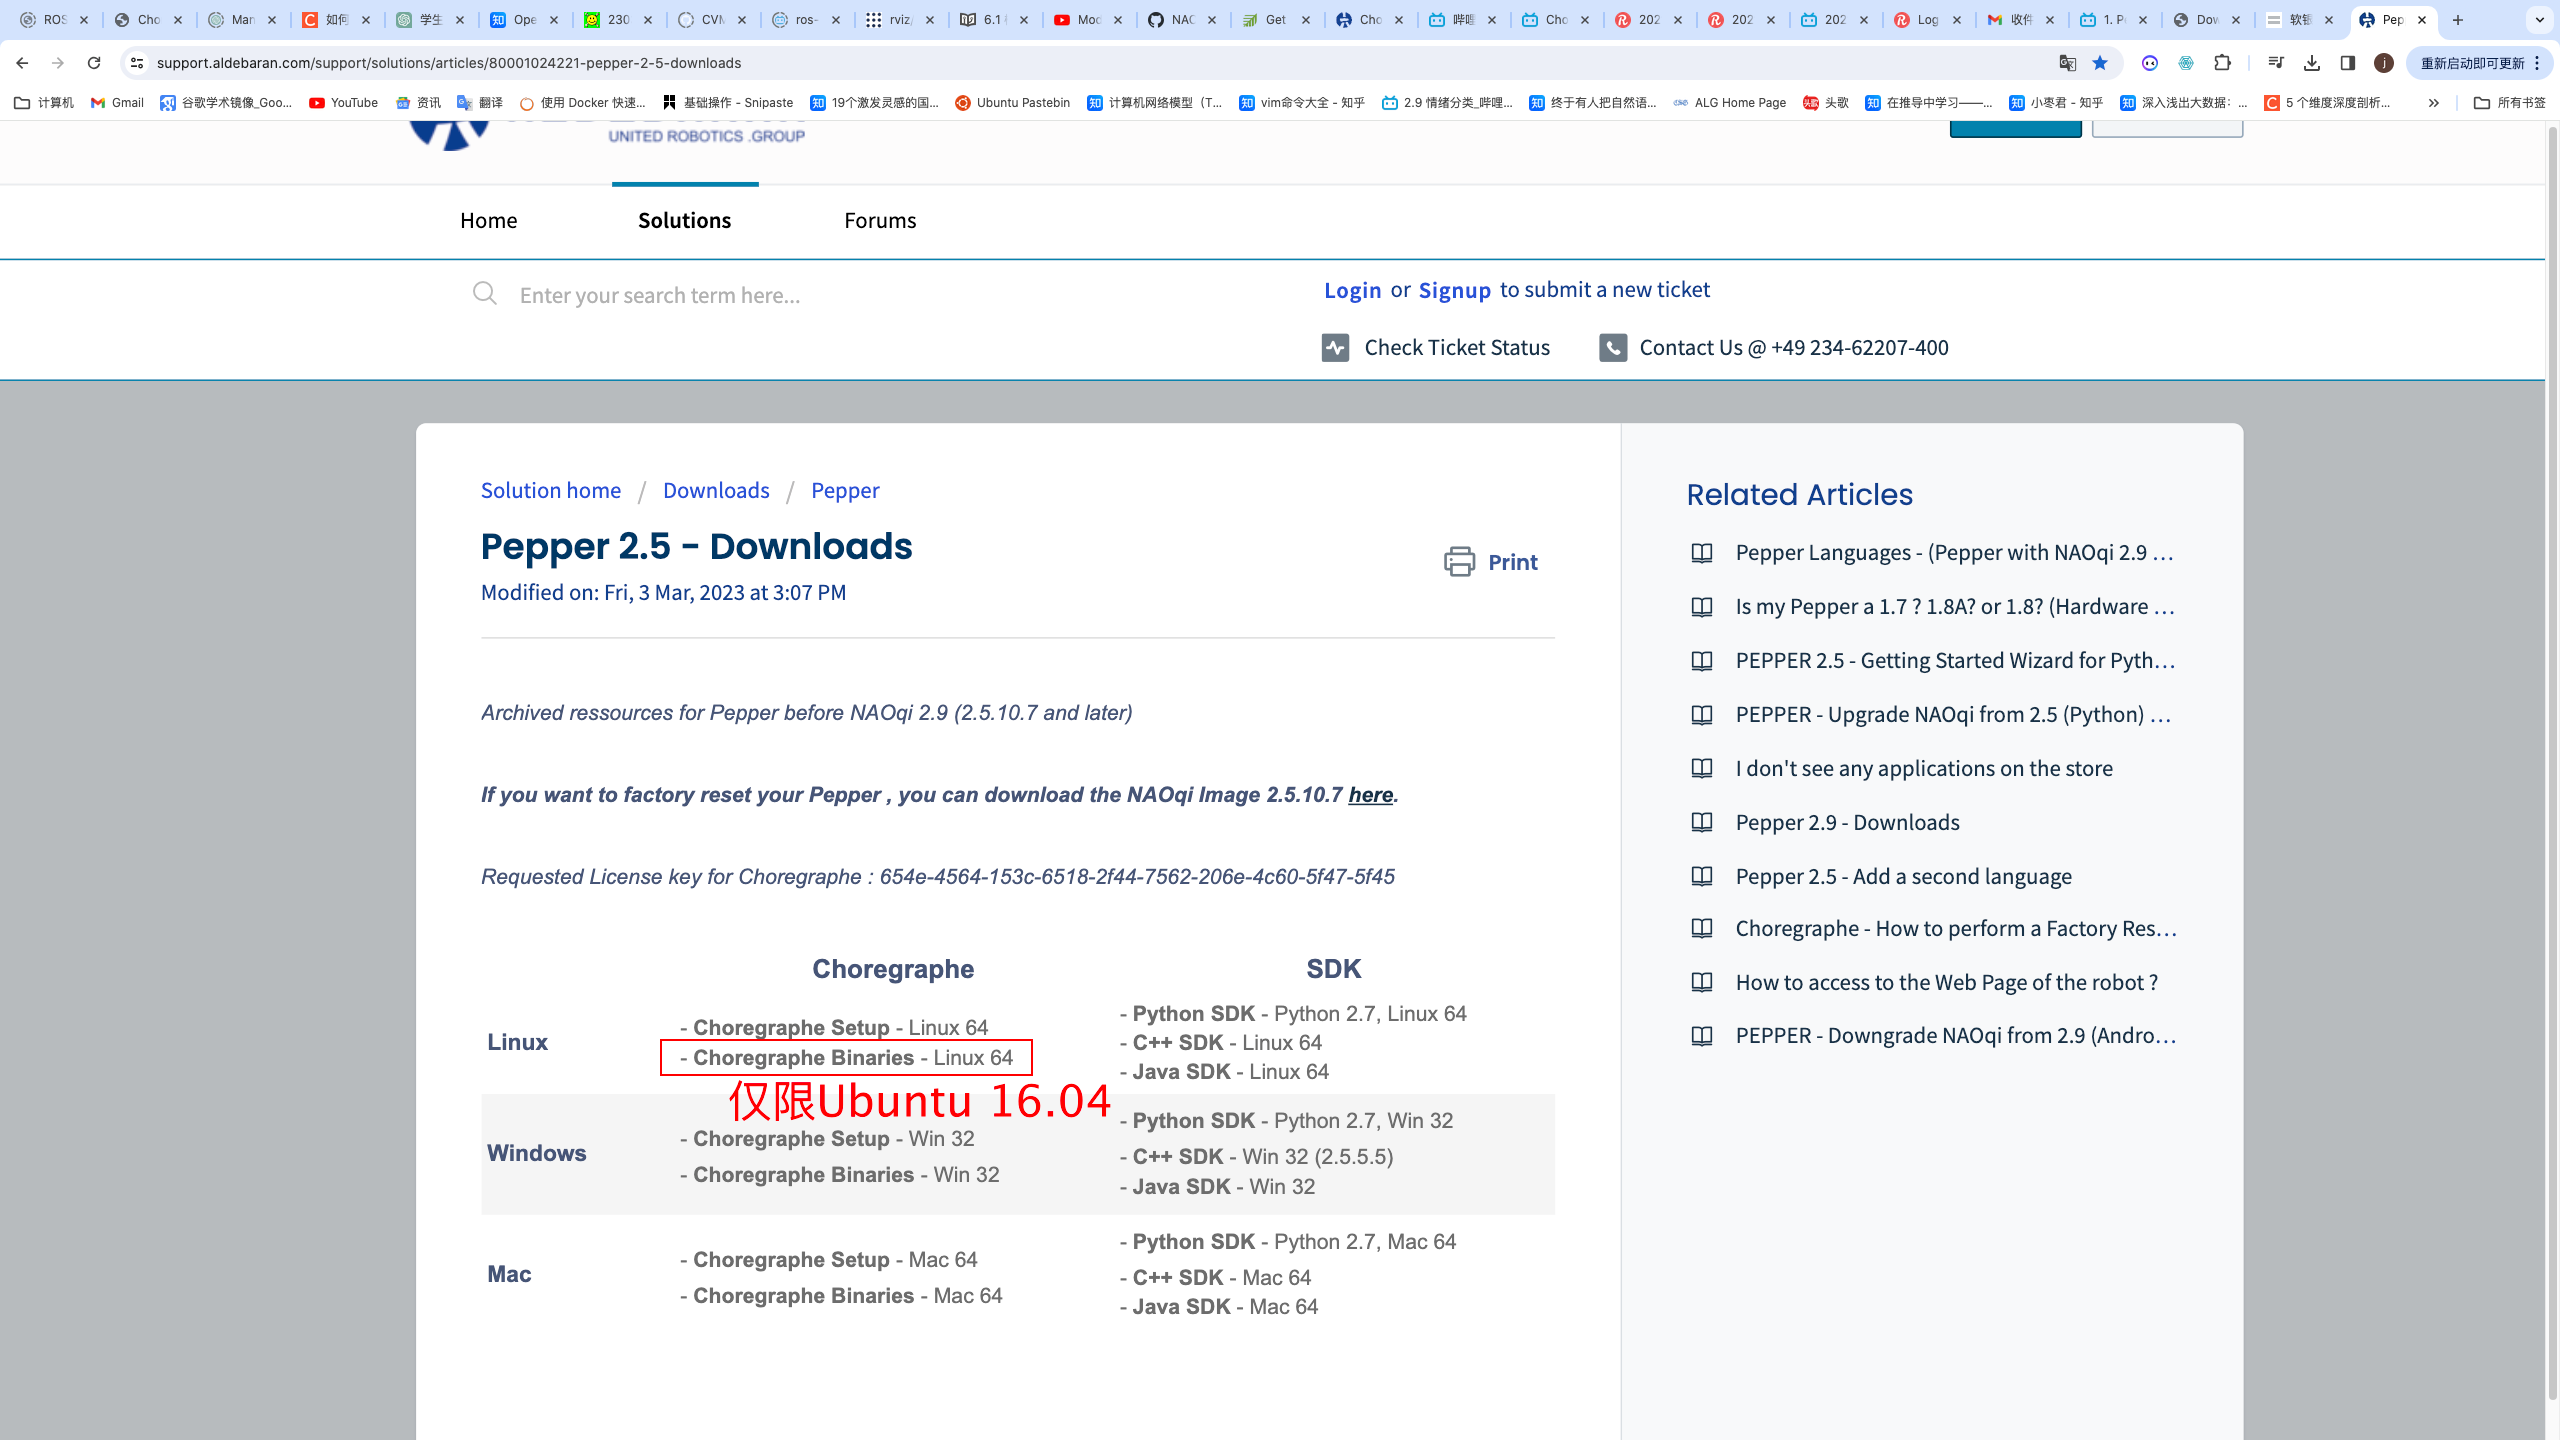 ROS
Cho
Man
如何
学生
Ope
230
CVM
ros-
rviz/
6.1
Moc
NAC
Get
Cho
哔哩
Cho
202
202
202
Log
收件
1. P
Dow
软银
Pep
support.aldebaran.com/support/solutions/articles/80001024221-pepper-2-5-downloads
j
重新启动即可更新
计算机
Gmail
谷歌学术镜像_Goo...
YouTube
资讯
翻译
使用 Docker 快速...
基础操作 - Snipaste
19个激发灵感的国...
Ubuntu Pastebin
计算机网络模型（T...
vim命令大全 - 知乎
2.9 情绪分类_哔哩...
终于有人把自然语...
ALG Home Page
头歌
在推导中学习——...
小枣君 - 知乎
深入浅出大数据：...
5 个维度深度剖析...
所有书签
UNITED ROBOTICS .GROUP
Home
Solutions
Forums
Enter your search term here...
Login or Signup to submit a new ticket
Check Ticket Status
Contact Us @ +49 234-62207-400
Solution home / Downloads / Pepper
Pepper 2.5 - Downloads
Print
Modified on: Fri, 3 Mar, 2023 at 3:07 PM
Archived ressources for Pepper before NAOqi 2.9 (2.5.10.7 and later)
If you want to factory reset your Pepper , you can download the NAOqi Image 2.5.10.7 here.
Requested License key for Choregraphe : 654e-4564-153c-6518-2f44-7562-206e-4c60-5f47-5f45
Choregraphe
SDK
Linux
- Choregraphe Setup - Linux 64
- Choregraphe Binaries - Linux 64
仅限Ubuntu 16.04
- Python SDK - Python 2.7, Linux 64
- C++ SDK - Linux 64
- Java SDK - Linux 64
Windows
- Choregraphe Setup - Win 32
- Choregraphe Binaries - Win 32
- Python SDK - Python 2.7, Win 32
- C++ SDK - Win 32 (2.5.5.5)
- Java SDK - Win 32
Mac
- Choregraphe Setup - Mac 64
- Choregraphe Binaries - Mac 64
- Python SDK - Python 2.7, Mac 64
- C++ SDK - Mac 64
- Java SDK - Mac 64
Related Articles
Pepper Languages - (Pepper with NAOqi 2.9 ...
Is my Pepper a 1.7 ? 1.8A? or 1.8? (Hardware ...
PEPPER 2.5 - Getting Started Wizard for Pyth...
PEPPER - Upgrade NAOqi from 2.5 (Python) ...
I don't see any applications on the store
Pepper 2.9 - Downloads
Pepper 2.5 - Add a second language
Choregraphe - How to perform a Factory Res...
How to access to the Web Page of the robot ?
PEPPER - Downgrade NAOqi from 2.9 (Andro...